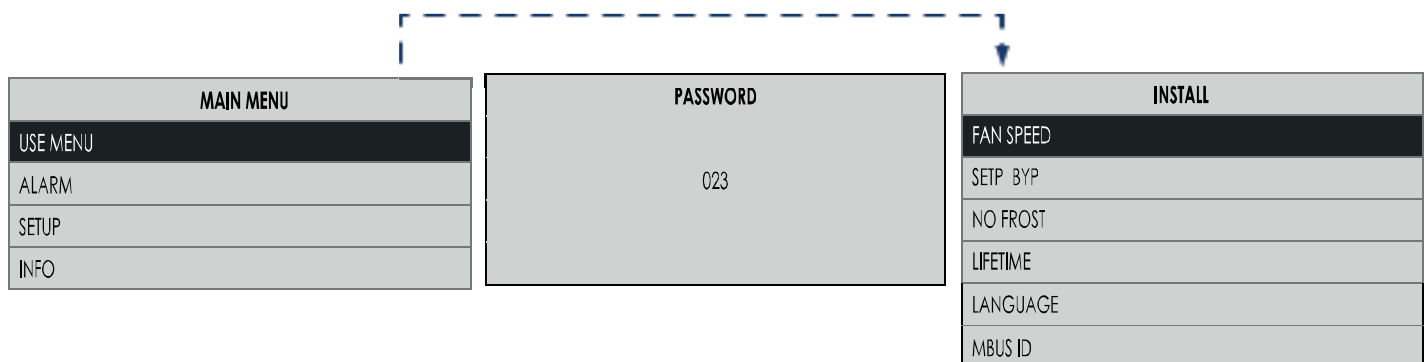 MAIN MENU
USE MENU
ALARM
SETUP
INFO
PASSWORD
023
INSTALL
FAN SPEED
SETP BYP
NO FROST
LIFETIME
LANGUAGE
MBUS ID